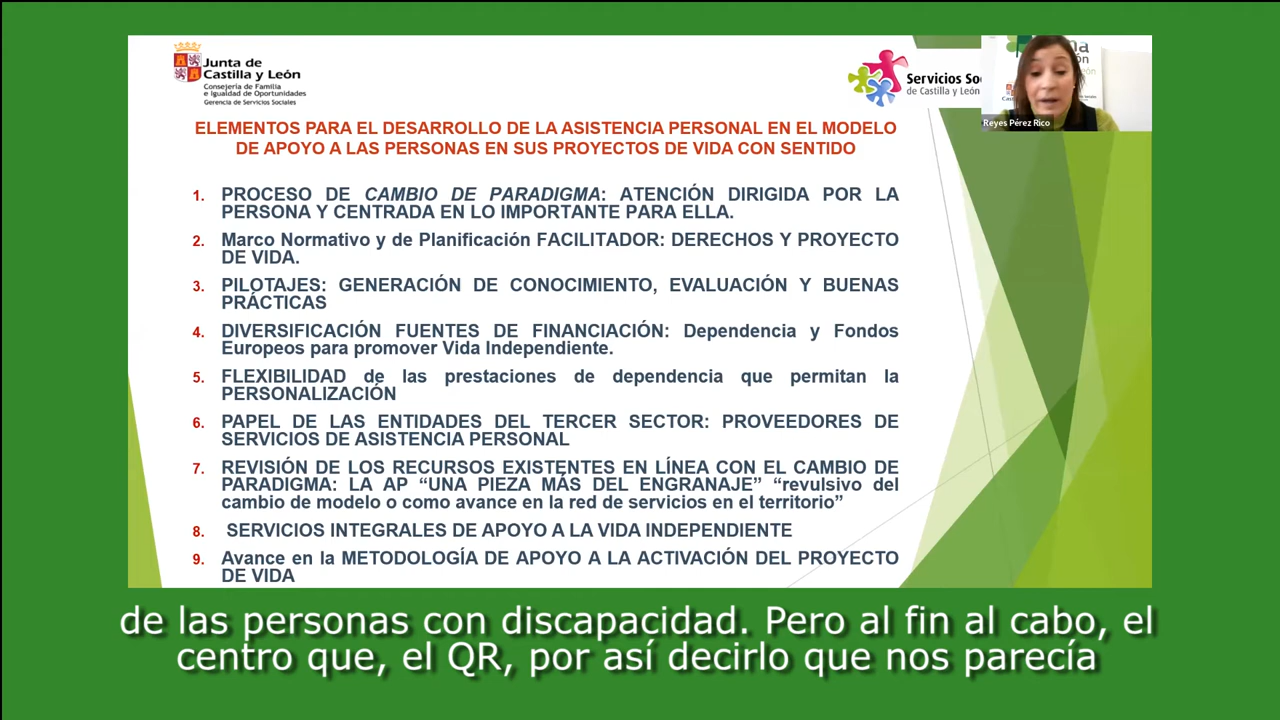 Junta de
Castilla y León
Consejería de Familia
e Igualdad de Oportunidades
Gerencia de Servicios Sociales
Servicios Soc
de Castilla y León
Reyes Pérez Rico
ELEMENTOS PARA EL DESARROLLO DE LA ASISTENCIA PERSONAL EN EL MODELO
DE APOYO A LAS PERSONAS EN SUS PROYECTOS DE VIDA CON SENTIDO
1. PROCESO DE CAMBIO DE PARADIGMA: ATENCIÓN DIRIGIDA POR LA
PERSONA Y CENTRADA EN LO IMPORTANTE PARA ELLA.
2. Marco Normativo y de Planificación FACILITADOR: DERECHOS Y PROYECTO
DE VIDA.
3. PILOTAJES: GENERACIÓN DE CONOCIMIENTO, EVALUACIÓN Y BUENAS
PRÁCTICAS
4. DIVERSIFICACIÓN FUENTES DE FINANCIACIÓN: Dependencia y Fondos
Europeos para promover Vida Independiente.
5. FLEXIBILIDAD de las prestaciones de dependencia que permitan la
PERSONALIZACIÓN
6. PAPEL DE LAS ENTIDADES DEL TERCER SECTOR: PROVEEDORES DE
SERVICIOS DE ASISTENCIA PERSONAL
7. REVISIÓN DE LOS RECURSOS EXISTENTES EN LÍNEA CON EL CAMBIO DE
PARADIGMA: LA AP “UNA PIEZA MÁS DEL ENGRANAJE” “revulsivo del
cambio de modelo o como avance en la red de servicios en el territorio”
8. SERVICIOS INTEGRALES DE APOYO A LA VIDA INDEPENDIENTE
9. Avance en la METODOLOGÍA DE APOYO A LA ACTIVACIÓN DEL PROYECTO
DE VIDA
de las personas con discapacidad. Pero al fin al cabo, el
centro que, el QR, por así decirlo que nos parecía